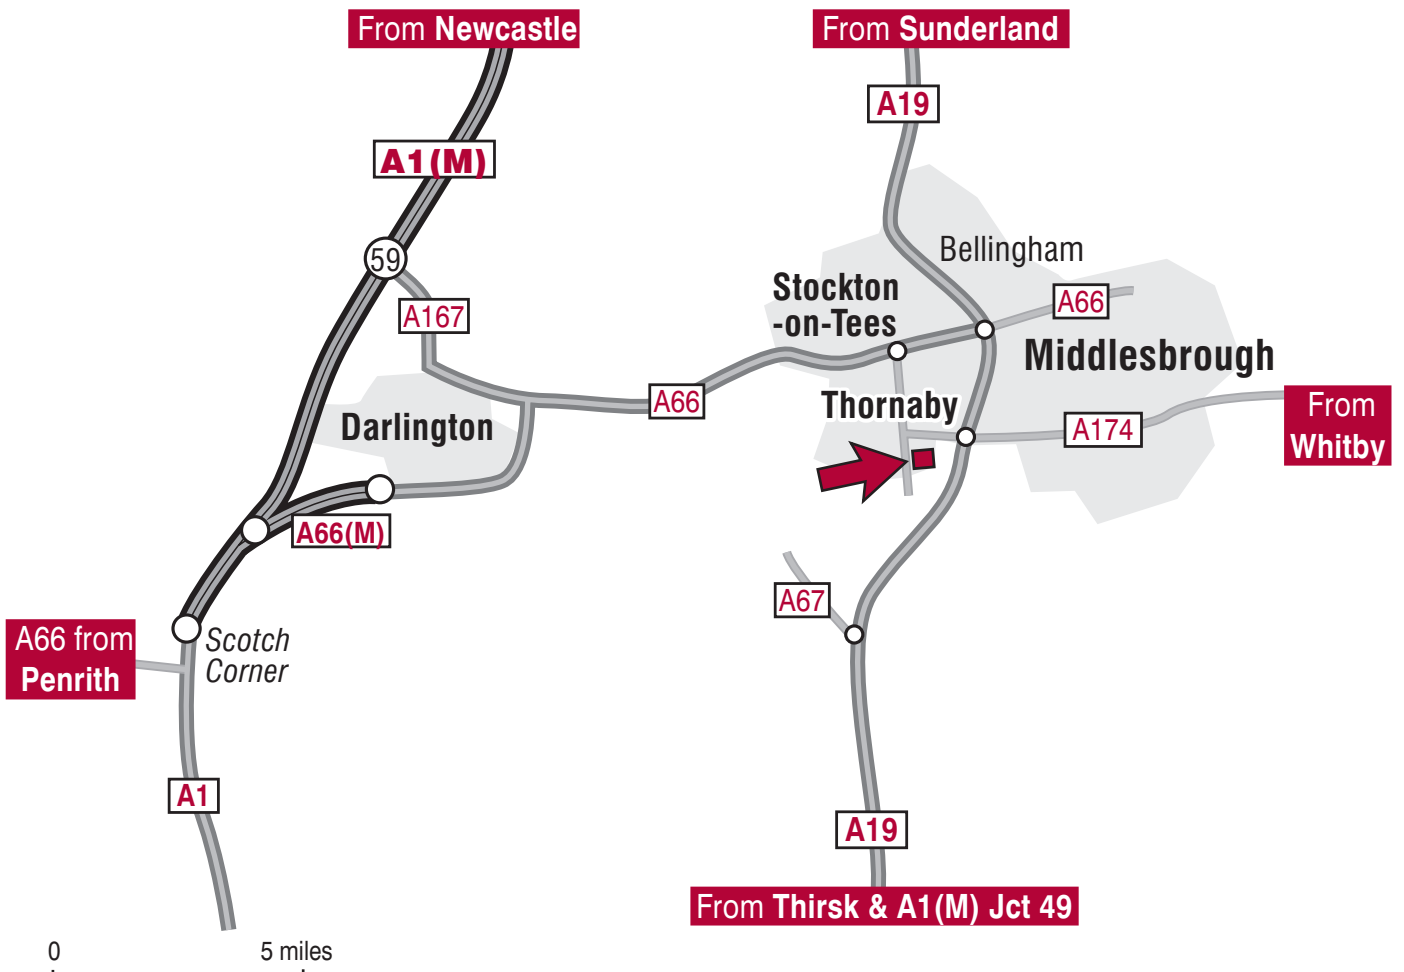 From Newcastle
From Sunderland
A19
A1(M)
59
Bellingham
A167
Stockton
-on-Tees
A66
Middlesbrough
A66
Thornaby
From
Whitby
Darlington
A174
A66(M)
A67
A66 from
Penrith
Scotch
Corner
A1
A19
From Thirsk & A1(M) Jct 49
0 5 miles